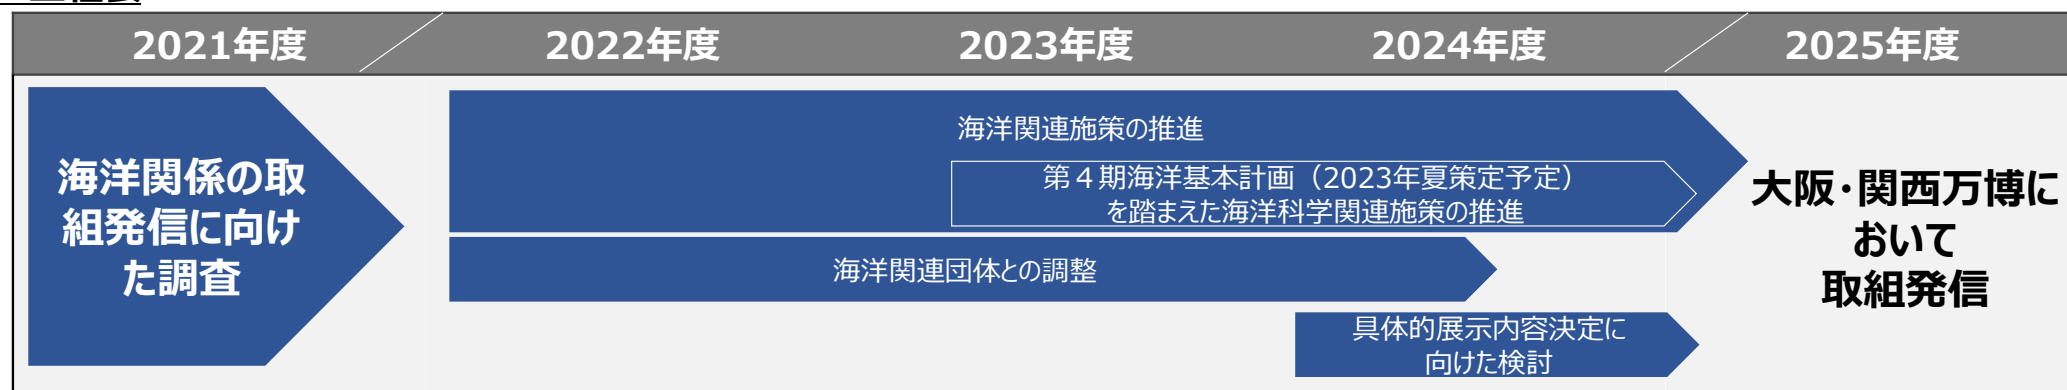 2021年度
2022年度
2023年度
2024年度
2025年度
海洋関係の取
組発信に向け
た調査
海洋関連施策の推進
第4期海洋基本計画（2023年夏策定予定）
を踏まえた海洋科学関連施策の推進
海洋関連団体との調整
具体的展示内容決定に
向けた検討
大阪・関西万博に
おいて
取組発信